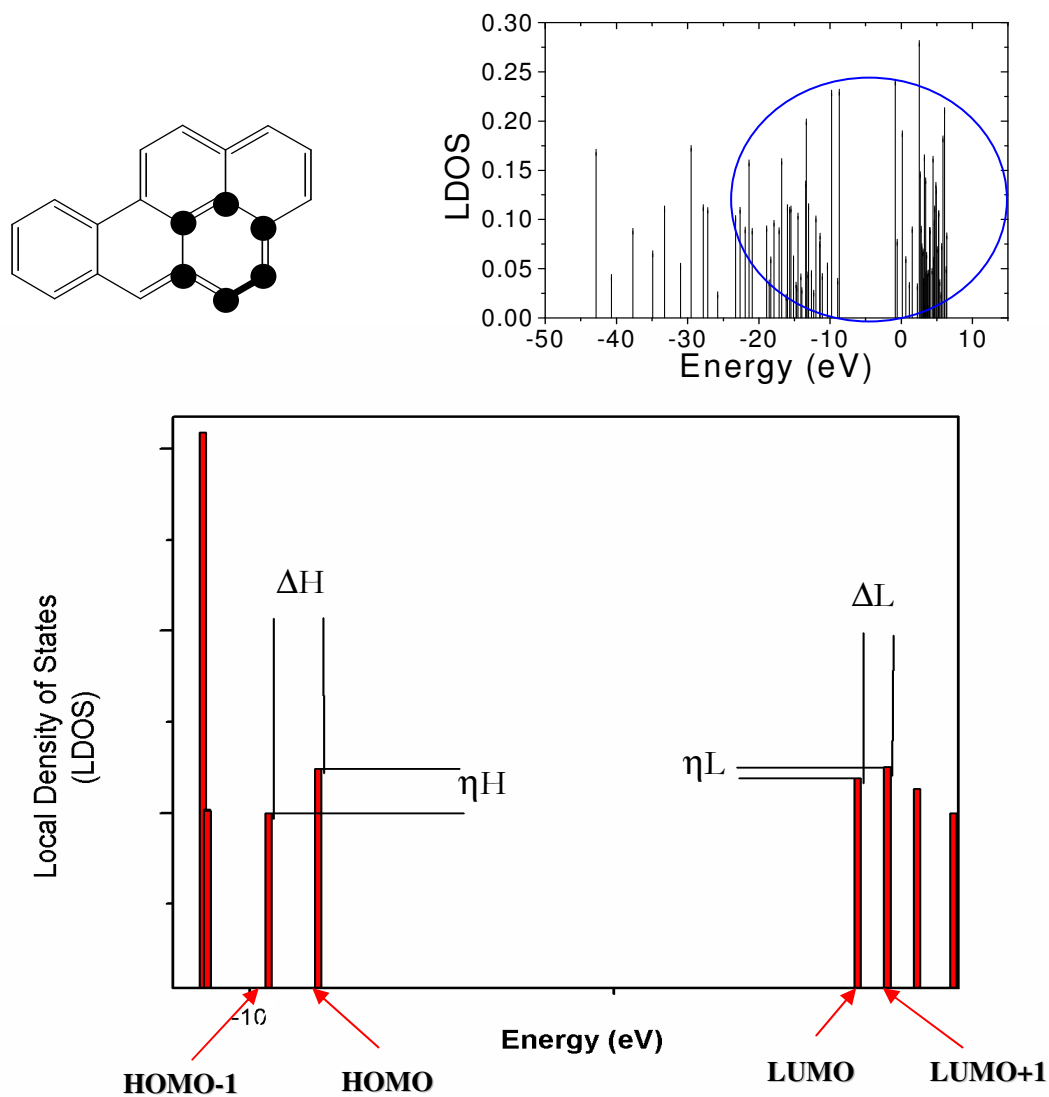 0.30
0.25
0.20
0.15
0.10
0.05
0.00
LDOS
-50 -40 -30 -20 -10 0 10
Energy (eV)
ΔH
ΔL
ηH
ηL
Local Density of States
(LDOS)
-10
Energy (eV)
HOMO-1
HOMO
LUMO
LUMO+1